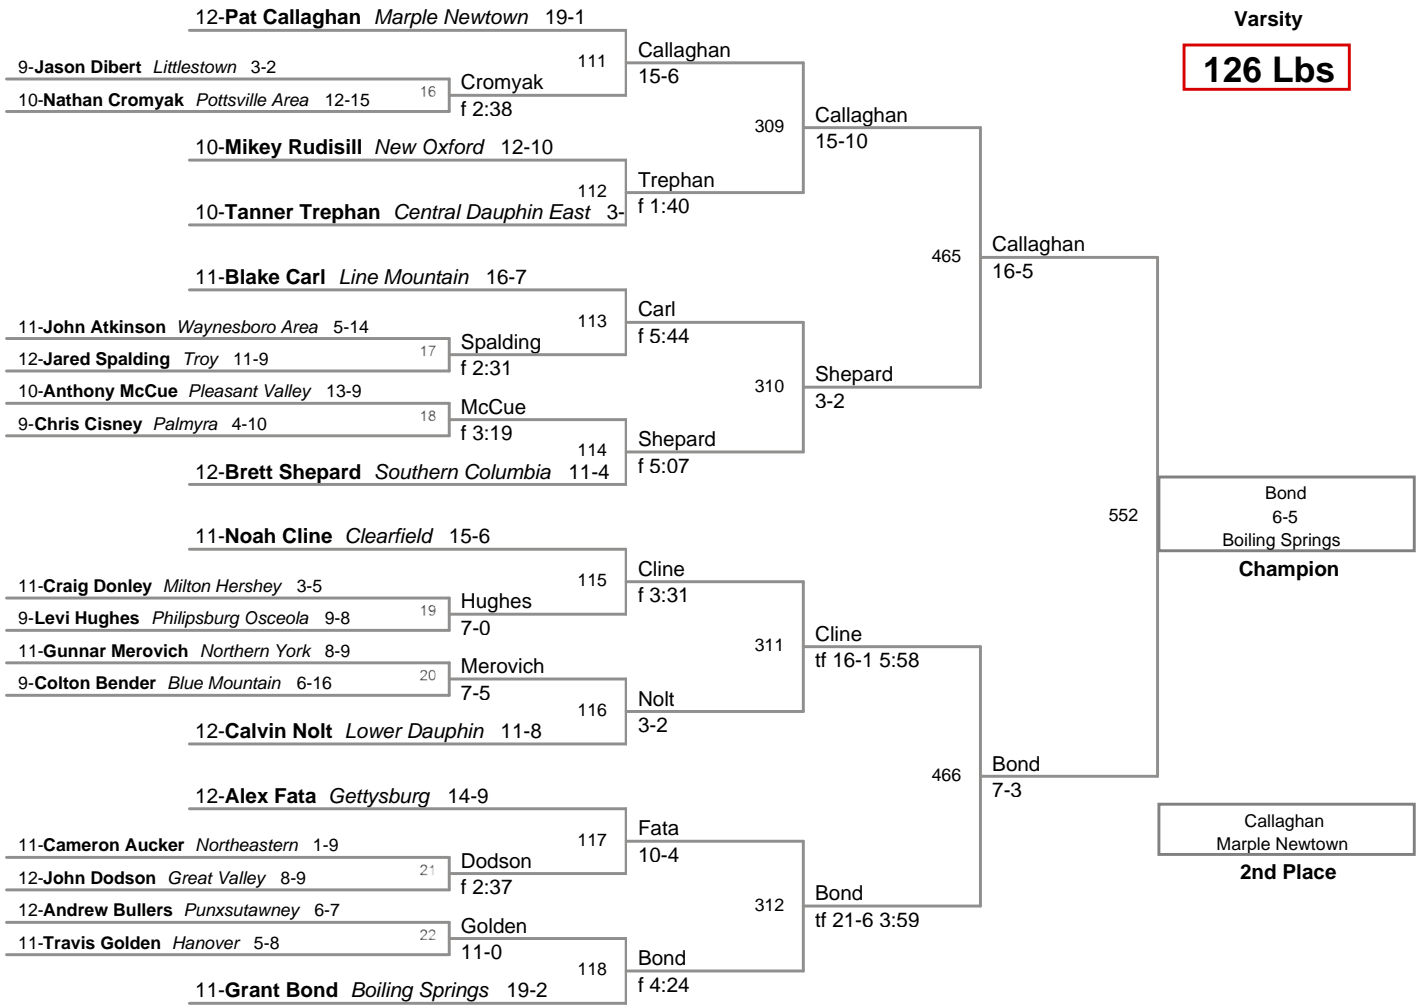 12-Pat Callaghan Marple Newtown 19-1
Varsity
126 Lbs
111
Callaghan
15-6
9-Jason Dibert Littlestown 3-2
16
10-Nathan Cromyak Pottsville Area 12-15
Cromyak
f 2:38
309
Callaghan
15-10
10-Mikey Rudisill New Oxford 12-10
112
Trephan
f 1:40
10-Tanner Trephan Central Dauphin East 3-
465
Callaghan
16-5
11-Blake Carl Line Mountain 16-7
113
Carl
f 5:44
11-John Atkinson Waynesboro Area 5-14
17
12-Jared Spalding Troy 11-9
Spalding
f 2:31
310
Shepard
3-2
10-Anthony McCue Pleasant Valley 13-9
18
9-Chris Cisney Palmyra 4-10
McCue
f 3:19
114
Shepard
f 5:07
12-Brett Shepard Southern Columbia 11-4
552
Bond
6-5
Boiling Springs
Champion
11-Noah Cline Clearfield 15-6
115
Cline
f 3:31
11-Craig Donley Milton Hershey 3-5
19
9-Levi Hughes Philipsburg Osceola 9-8
Hughes
7-0
311
Cline
tf 16-1 5:58
11-Gunnar Merovich Northern York 8-9
20
9-Colton Bender Blue Mountain 6-16
Merovich
7-5
116
Nolt
3-2
12-Calvin Nolt Lower Dauphin 11-8
466
Bond
7-3
12-Alex Fata Gettysburg 14-9
117
Fata
10-4
Callaghan
Marple Newtown
2nd Place
11-Cameron Aucker Northeastern 1-9
21
12-John Dodson Great Valley 8-9
Dodson
f 2:37
312
Bond
tf 21-6 3:59
12-Andrew Bullers Punxsutawney 6-7
22
11-Travis Golden Hanover 5-8
Golden
11-0
118
Bond
f 4:24
11-Grant Bond Boiling Springs 19-2